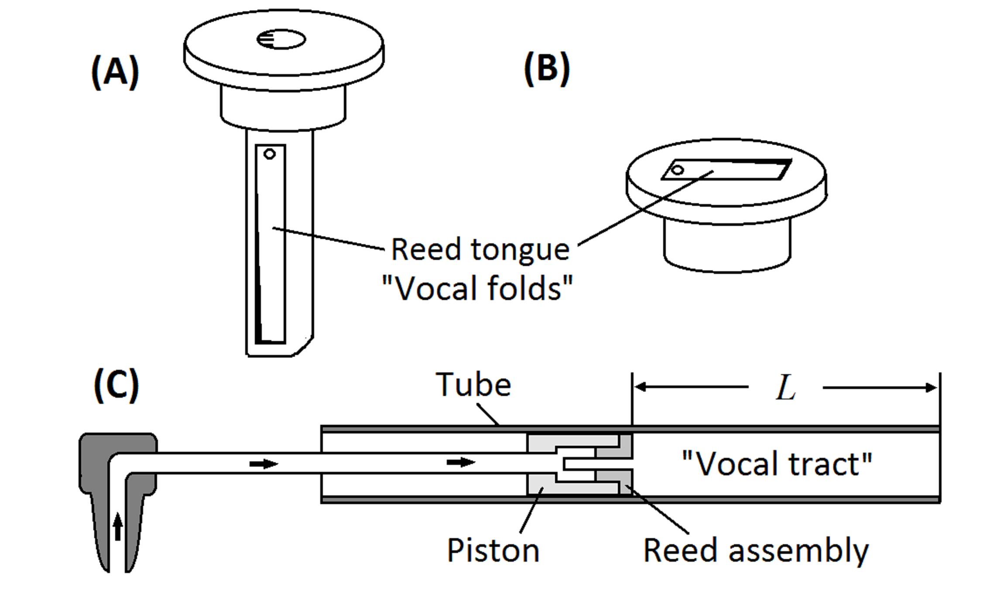 (A)
(B)
Reed tongue
"Vocal folds"
(C)
Tube
L
"Vocal tract"
Piston
Reed assembly